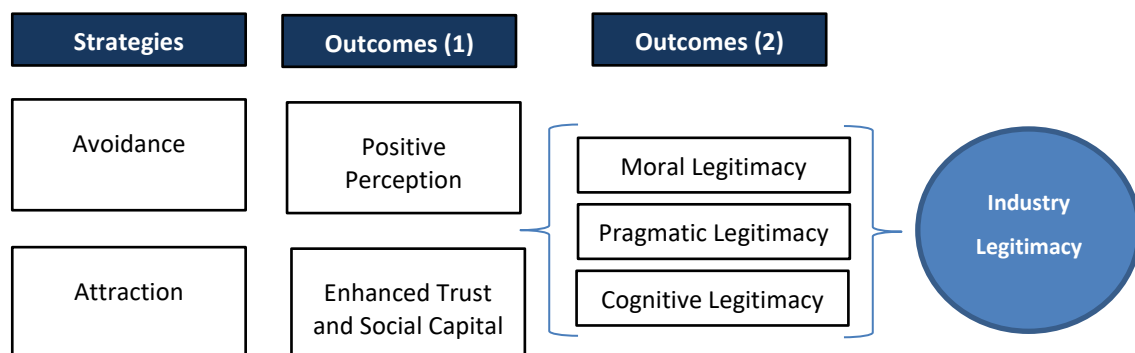 Strategies
Outcomes (1)
Outcomes (2)
Avoidance
Positive
Perception
Moral Legitimacy
Pragmatic Legitimacy
Cognitive Legitimacy
Attraction
Enhanced Trust
and Social Capital
Industry
Legitimacy